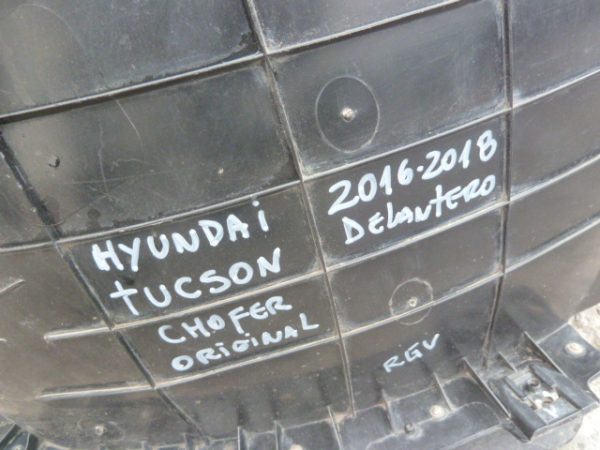 HYUNDAi
tUCSON
CHOFER
ORiGiNAL
2016-2018
DELANTERO
RGV